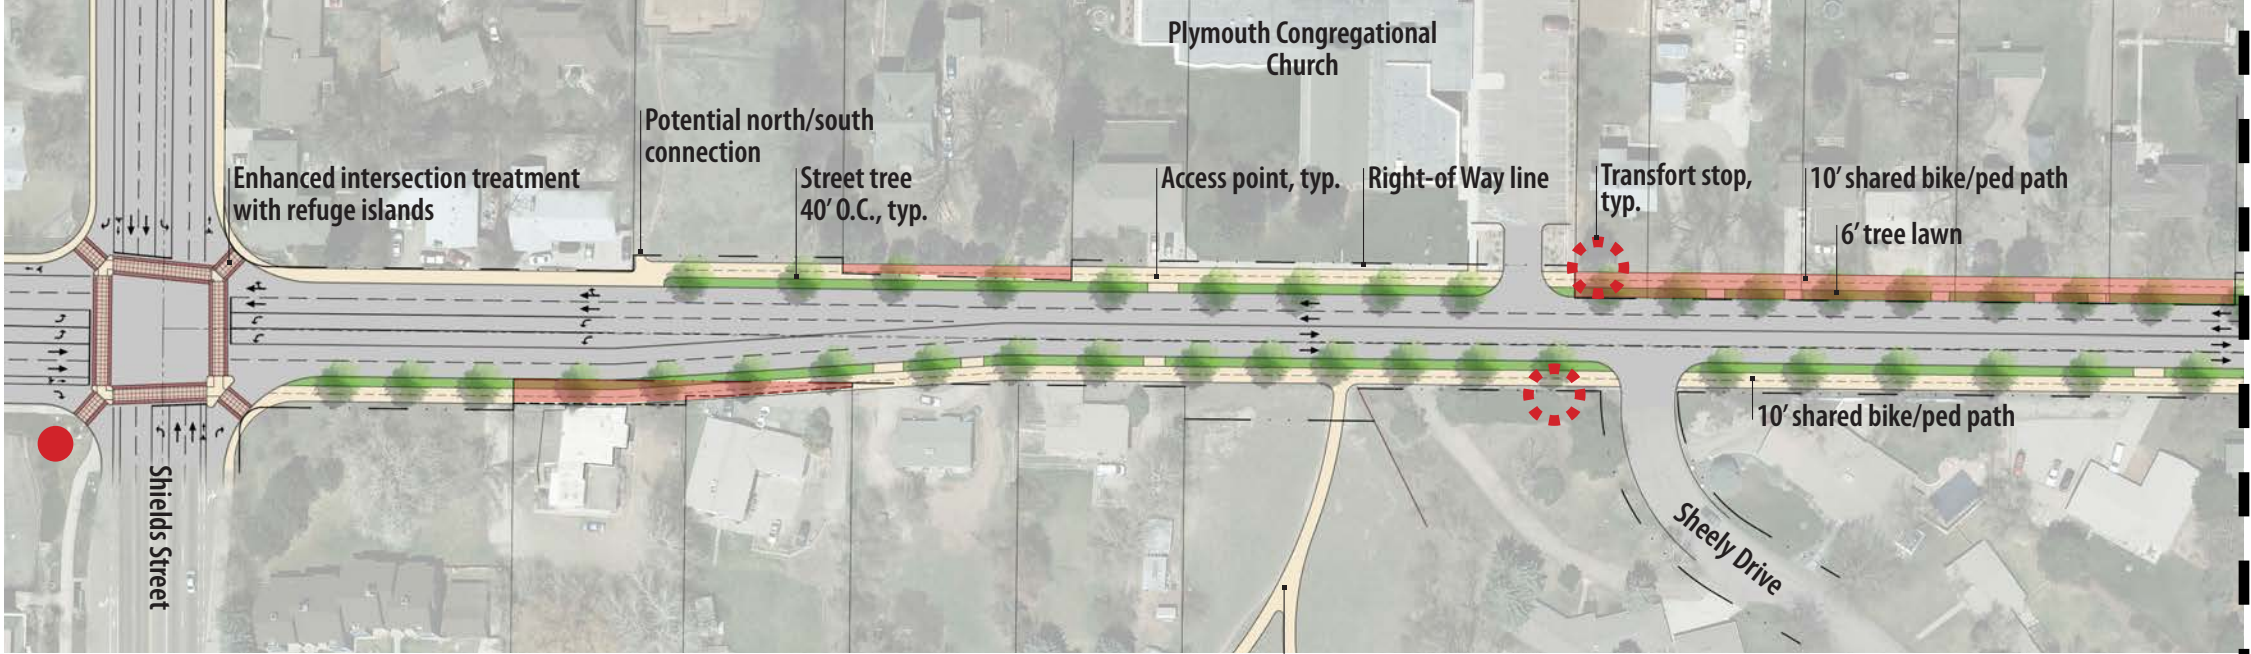 Plymouth Congregational
Church
Potential north/south
connection
Enhanced intersection treatment
with refuge islands
Street tree
40’ O.C., typ.
Access point, typ.
Right-of Way line
Transfort stop,
typ.
10’ shared bike/ped path
6’ tree lawn
10’ shared bike/ped path
Shields Street
Sheely Drive